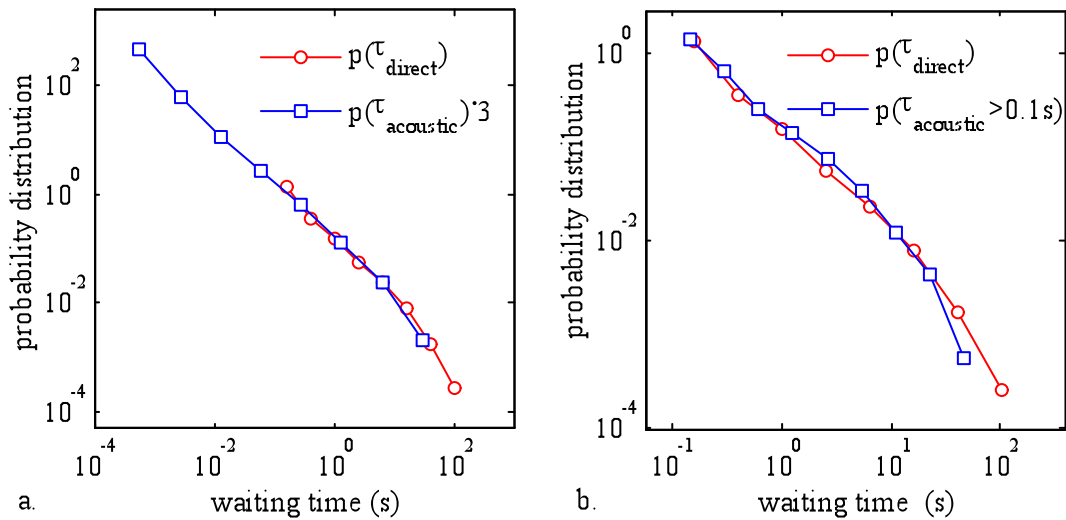 10^2
10^0
10^-2
10^-4
probability distribution
p(τ_direct)
p(τ_acoustic)·3
10^-4 10^-2 10^0 10^2
waiting time (s)
a.
10^0
10^-2
10^-4
probability distribution
p(τ_direct)
p(τ_acoustic>0.1s)
10^-1 10^0 10^1 10^2
waiting time (s)
b.